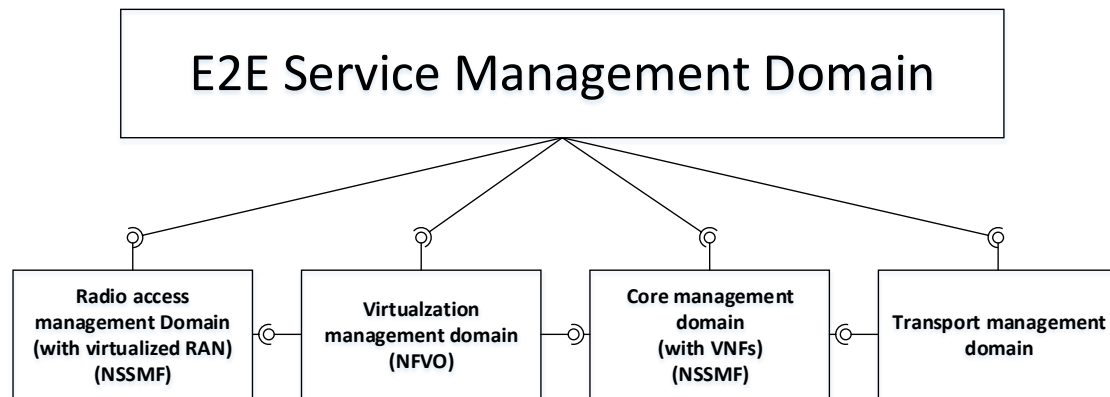 E2E Service Management Domain
Radio access
management Domain
(with virtualized RAN)
(NSSMF)
Virtualzation
management domain
(NFVO)
Core management
domain
(with VNFs)
(NSSMF)
Transport management
domain